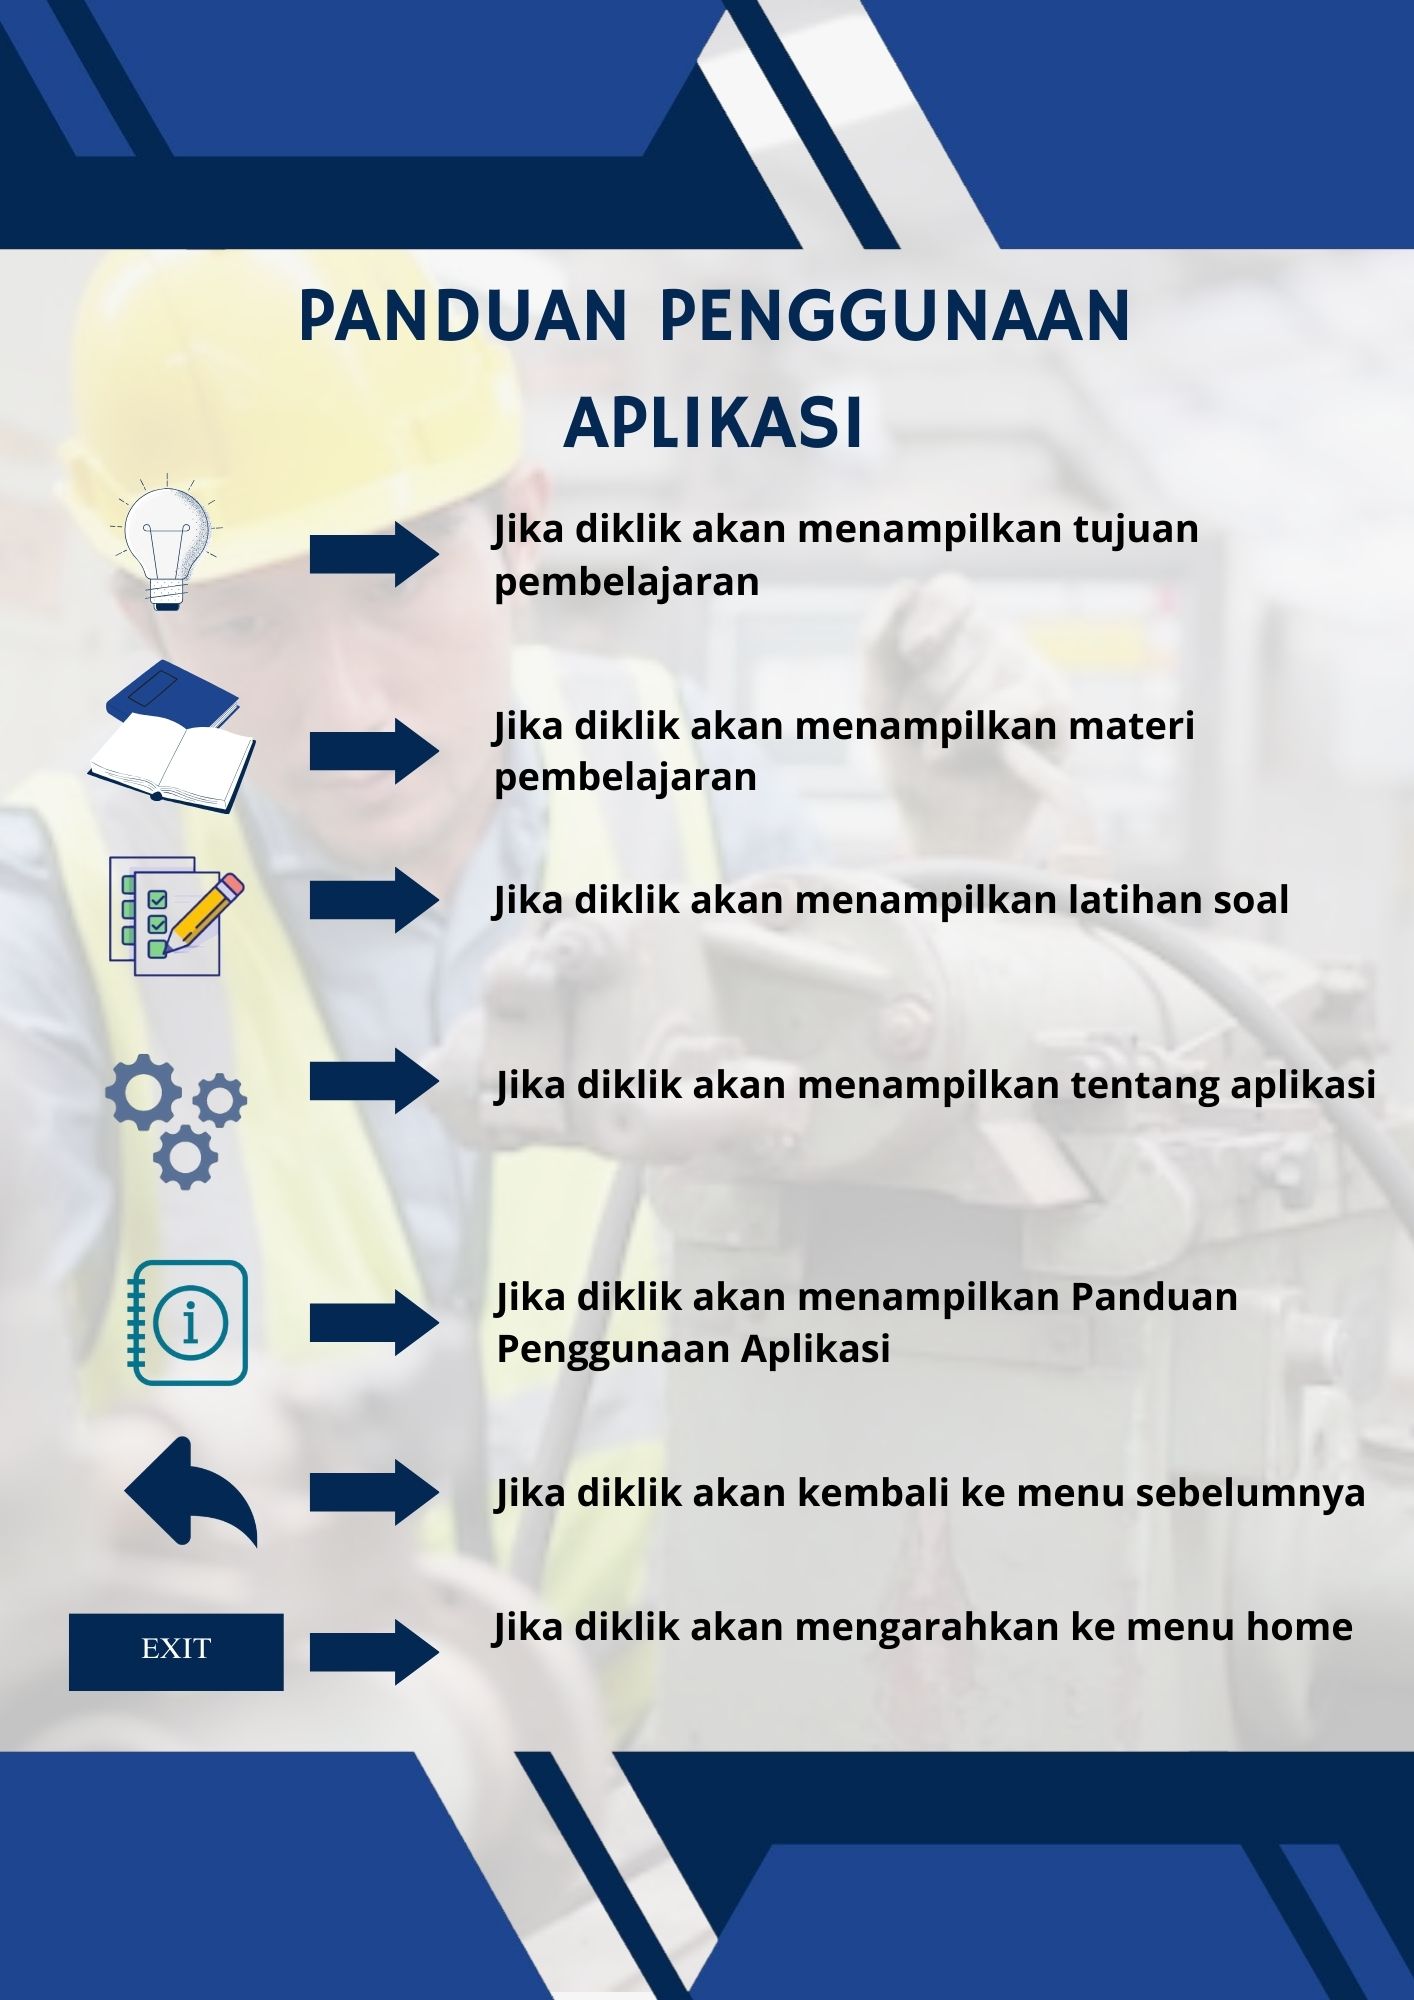 PANDUAN PENGGUNAAN
APLIKASI
Jika diklik akan menampilkan tujuan
pembelajaran
Jika diklik akan menampilkan materi
pembelajaran
Jika diklik akan menampilkan latihan soal
Jika diklik akan menampilkan tentang aplikasi
i
Jika diklik akan menampilkan Panduan
Penggunaan Aplikasi
Jika diklik akan kembali ke menu sebelumnya
EXIT
Jika diklik akan mengarahkan ke menu home